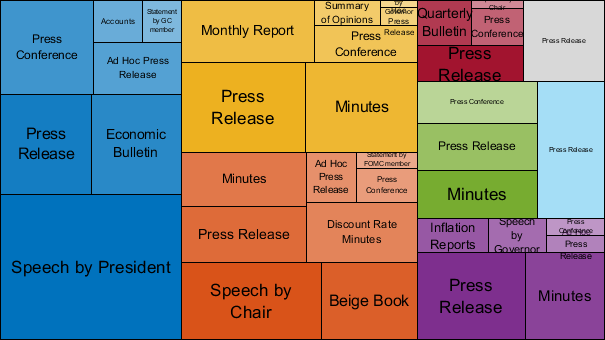 Press
Conference
Accounts
Statement
by GC
member
Ad Hoc Press
Release
Press
Release
Economic
Bulletin
Speech by President
Monthly Report
Summary
of Opinions
by
Governor
Press
Release
Press
Conference
Press
Release
Minutes
Minutes
Ad Hoc
Press
Release
Statement by
FOMC member
Press
Conference
Press Release
Discount Rate
Minutes
Speech by
Chair
Beige Book
Quarterly
Bulletin
Chair
Press
Conference
Press
Release
Press Release
Press Conference
Press Release
Minutes
Press Release
Inflation
Reports
Speech
by
Governor
Press
Conference
Ad Hoc
Press
Release
Press
Release
Minutes